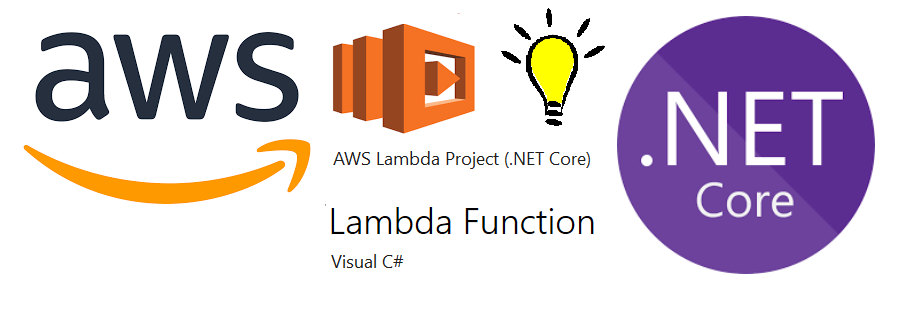 aws
AWS Lambda Project (.NET Core)
Lambda Function
Visual C#
.NET
Core